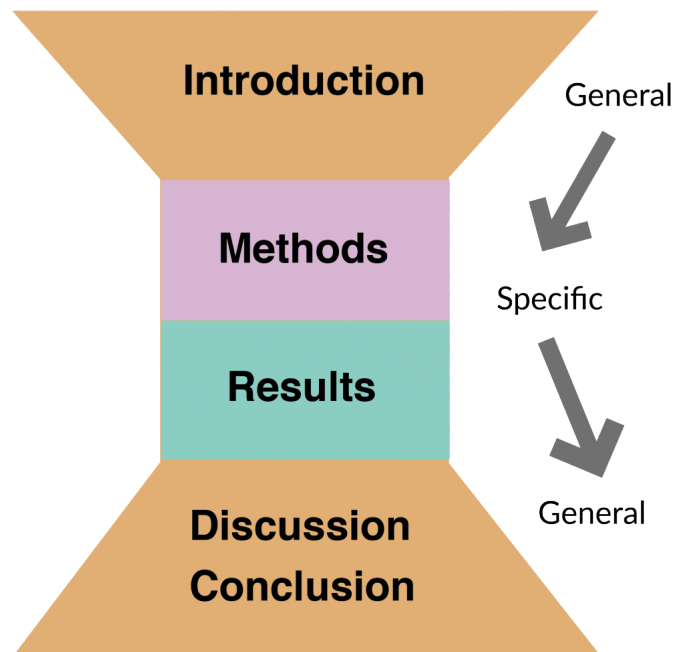 Introduction
General
Methods
Specific
Results
General
Discussion
Conclusion